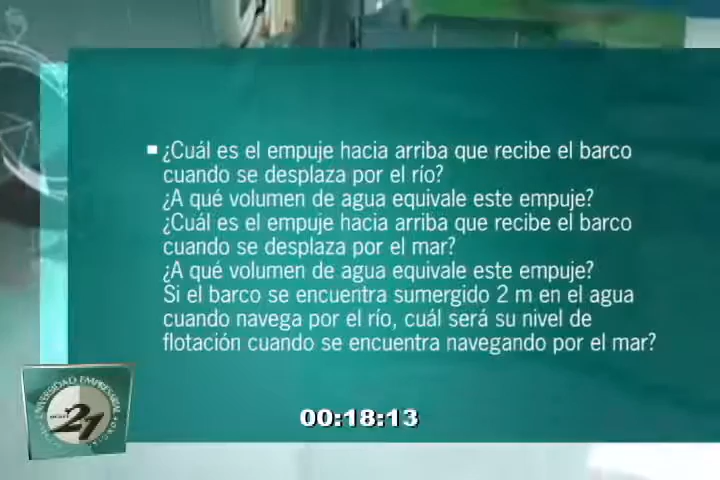 ¿Cuál es el empuje hacia arriba que recibe el barco
cuando se desplaza por el río?
¿A qué volumen de agua equivale este empuje?
¿Cuál es el empuje hacia arriba que recibe el barco
cuando se desplaza por el mar?
¿A qué volumen de agua equivale este empuje?
Si el barco se encuentra sumergido 2 m en el agua
cuando navega por el río, cuál será su nivel de
flotación cuando se encuentra navegando por el mar?
UNIVERSIDAD EMPRESARIAL
21
00:18:13